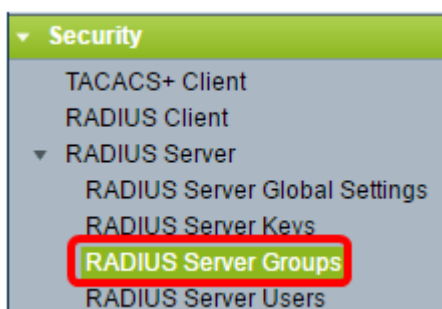 Security
TACACS+ Client
RADIUS Client
RADIUS Server
RADIUS Server Global Settings
RADIUS Server Keys
RADIUS Server Groups
RADIUS Server Users